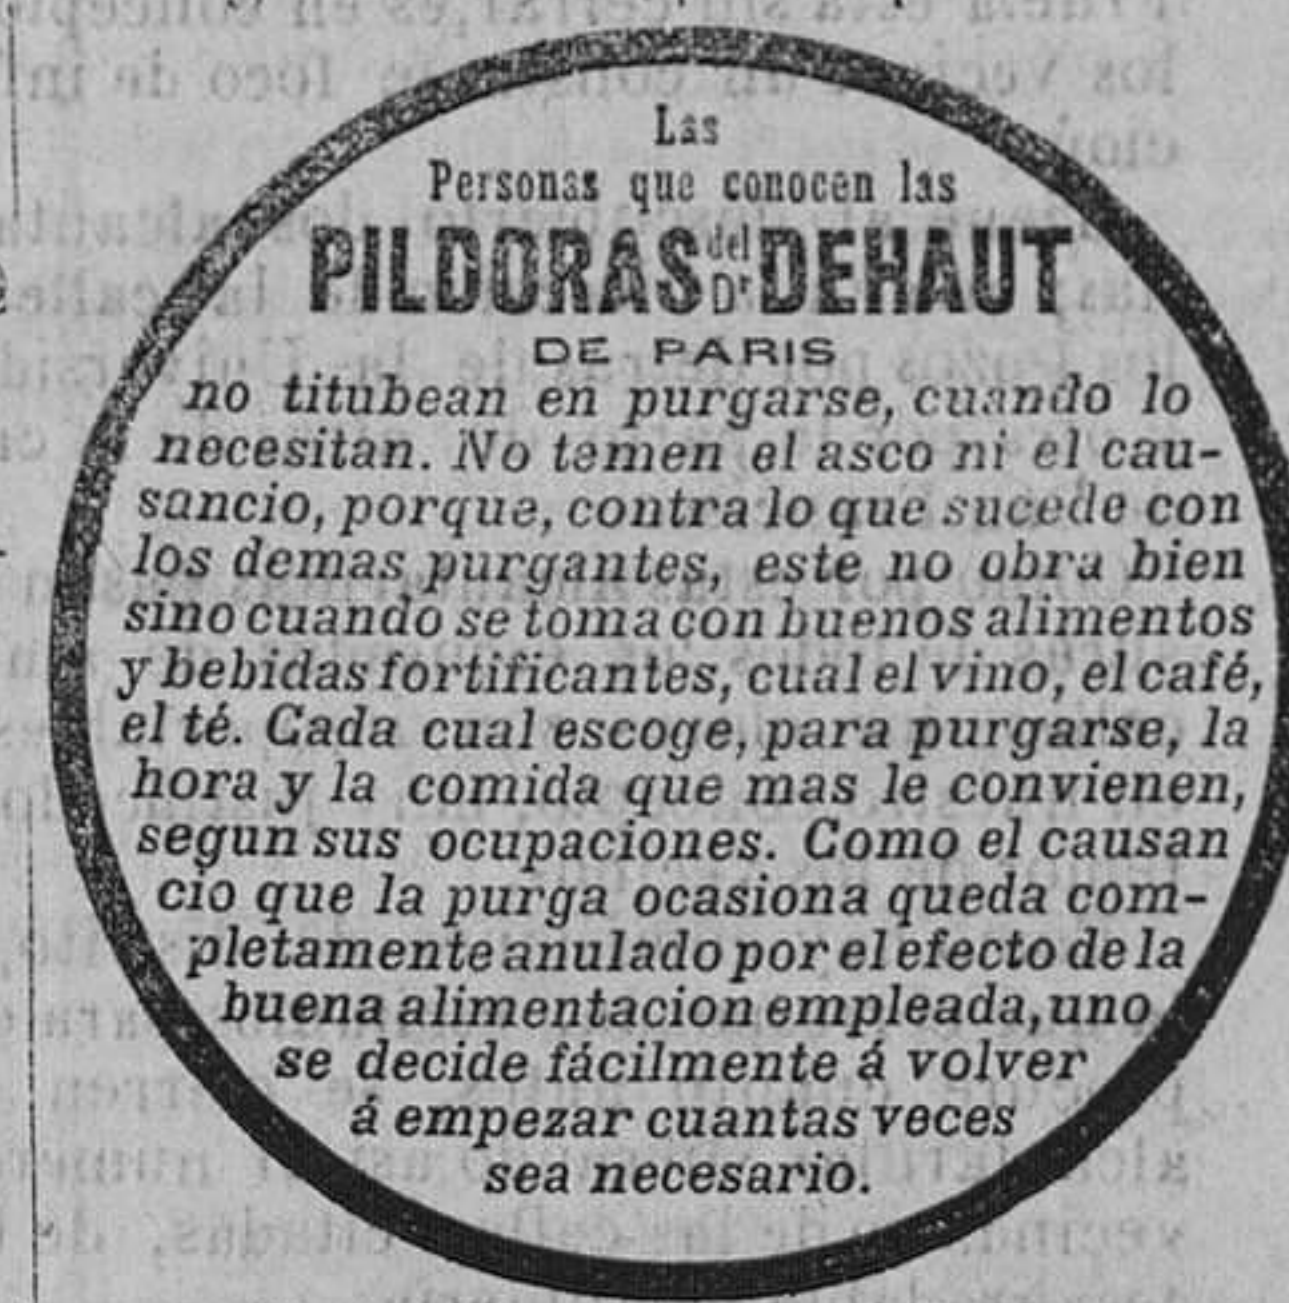 Las
Personas que conocen las
PILDORAS del Dr DEHAUT
DE PARIS
no titubean en purgarse, cuando lo
necesitan. No temen el asco ni el cau-
sancio, porque, contra lo que sucede con
los demas purgantes, este no obra bien
sino cuando se toma con buenos alimentos
y bebidas fortificantes, cual el vino, el café,
el té. Cada cual escoge, para purgarse, la
hora y la comida que mas le convienen,
segun sus ocupaciones. Como el causan
cio que la purga ocasiona queda com-
pletamente anulado por el efecto de la
buena alimentacion empleada, uno
se decide fácilmente á volver
á empezar cuantas veces
sea necesario.